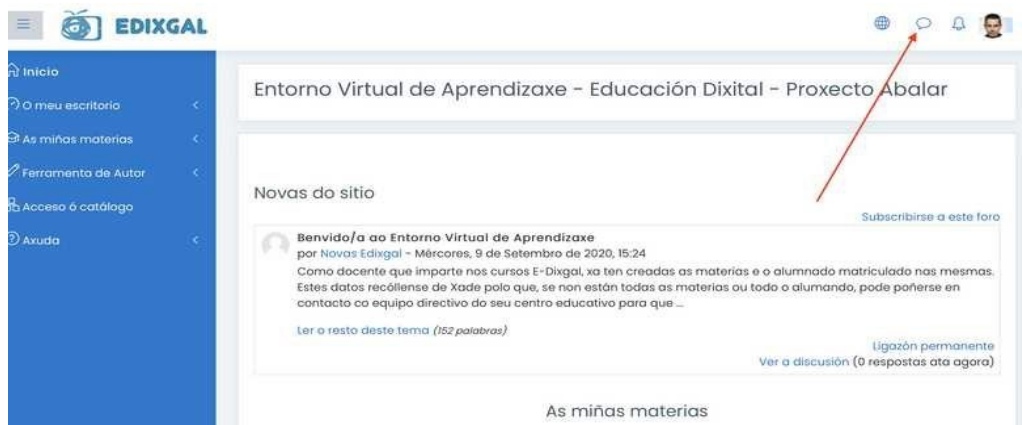 EDIXGAL
Inicio
O meu escritorio
As miñas materias
Ferramenta de Autor
Acceso ó catálogo
Axuda
Entorno Virtual de Aprendizaxe - Educación Dixital - Proxecto Abalar
Novas do sitio
Subscribirse a este foro
Benvido/a ao Entorno Virtual de Aprendizaxe
por Novas Edixgal - Mércores, 9 de Setembro de 2020, 15:24
Como docente que imparte nos cursos E-Dixgal, xa ten creadas as materias e o alumnado matriculado nas mesmas.
Estes datos recóllense de Xade polo que, se non están todas as materias ou todo o alumando, pode poñerse en
contacto co equipo directivo do seu centro educativo para que ...
Ler o resto deste tema (152 palabras)
Ligazón permanente
Ver a discusión (0 respostas ata agora)
As miñas materias